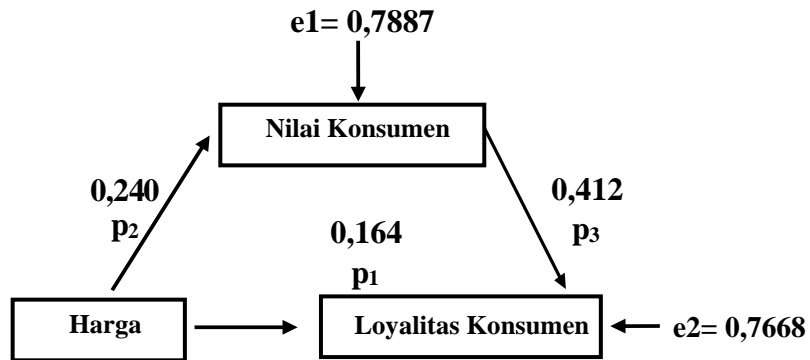 e1= 0,7887
Nilai Konsumen
0,240
p2
0,412
p3
0,164
p1
Harga
Loyalitas Konsumen
e2= 0,7668